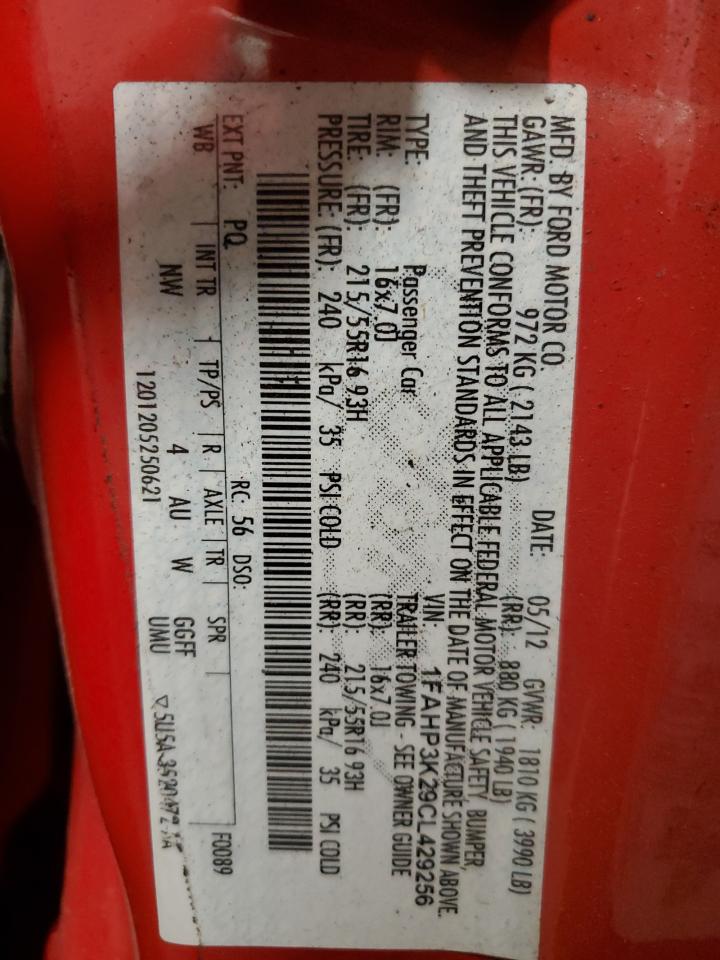 MFD. BY FORD MOTOR CO.
DATE: 05/12 GVWR: 1810 KG ( 3990 LB)
GAWR: (FR): 972 KG ( 2143 LB) (RR): 880 KG ( 1940 LB)
THIS VEHICLE CONFORMS TO ALL APPLICABLE FEDERAL MOTOR VEHICLE SAFETY, BUMPER,
AND THEFT PREVENTION STANDARDS IN EFFECT ON THE DATE OF MANUFACTURE SHOWN ABOVE.
VIN: 1FAHP3K29CL429256
TYPE: Passenger Car TRAILER TOWING - SEE OWNER GUIDE
RIM: (FR): 16x7.0J (RR): 16x7.0J
TIRE: (FR): 215/55R16 93H (RR): 215/55R16 93H
PRESSURE: (FR): 240 kPa/ 35 PSI COLD (RR): 240 kPa/ 35 PSI COLD
EXT PNT: PQ RC: 56 DSO: F0089
WB INT TR TP/PS R AXLE TR SPR
NW 4 AU W GGFF
UMU
1201205250621